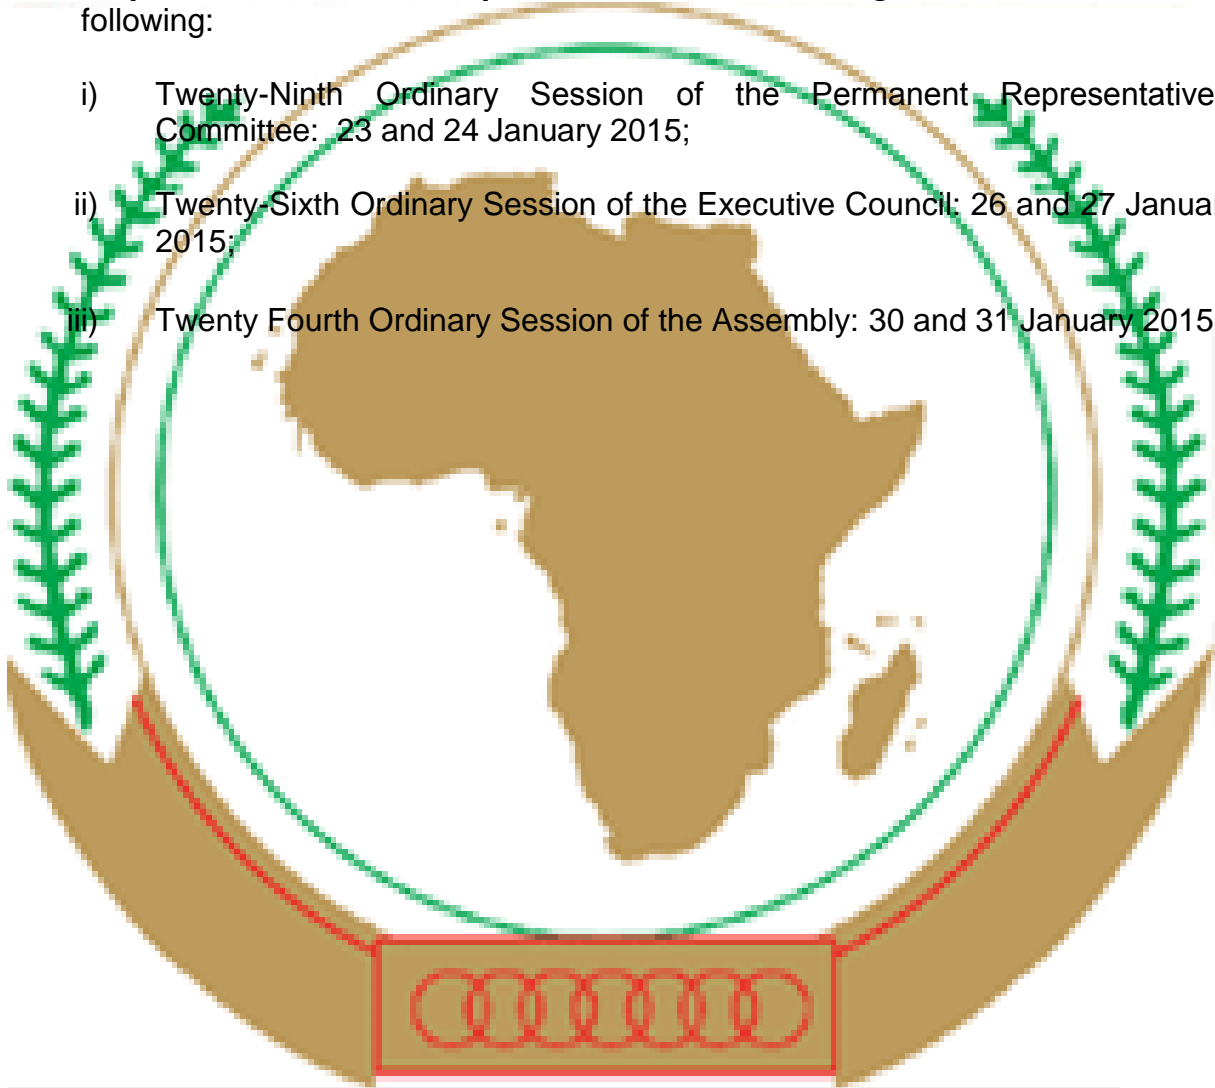 following:
i) Twenty-Ninth Ordinary Session of the Permanent Representative
Committee: 23 and 24 January 2015;
ii) Twenty-Sixth Ordinary Session of the Executive Council: 26 and 27 Januar
2015;
iii) Twenty Fourth Ordinary Session of the Assembly: 30 and 31 January 2015